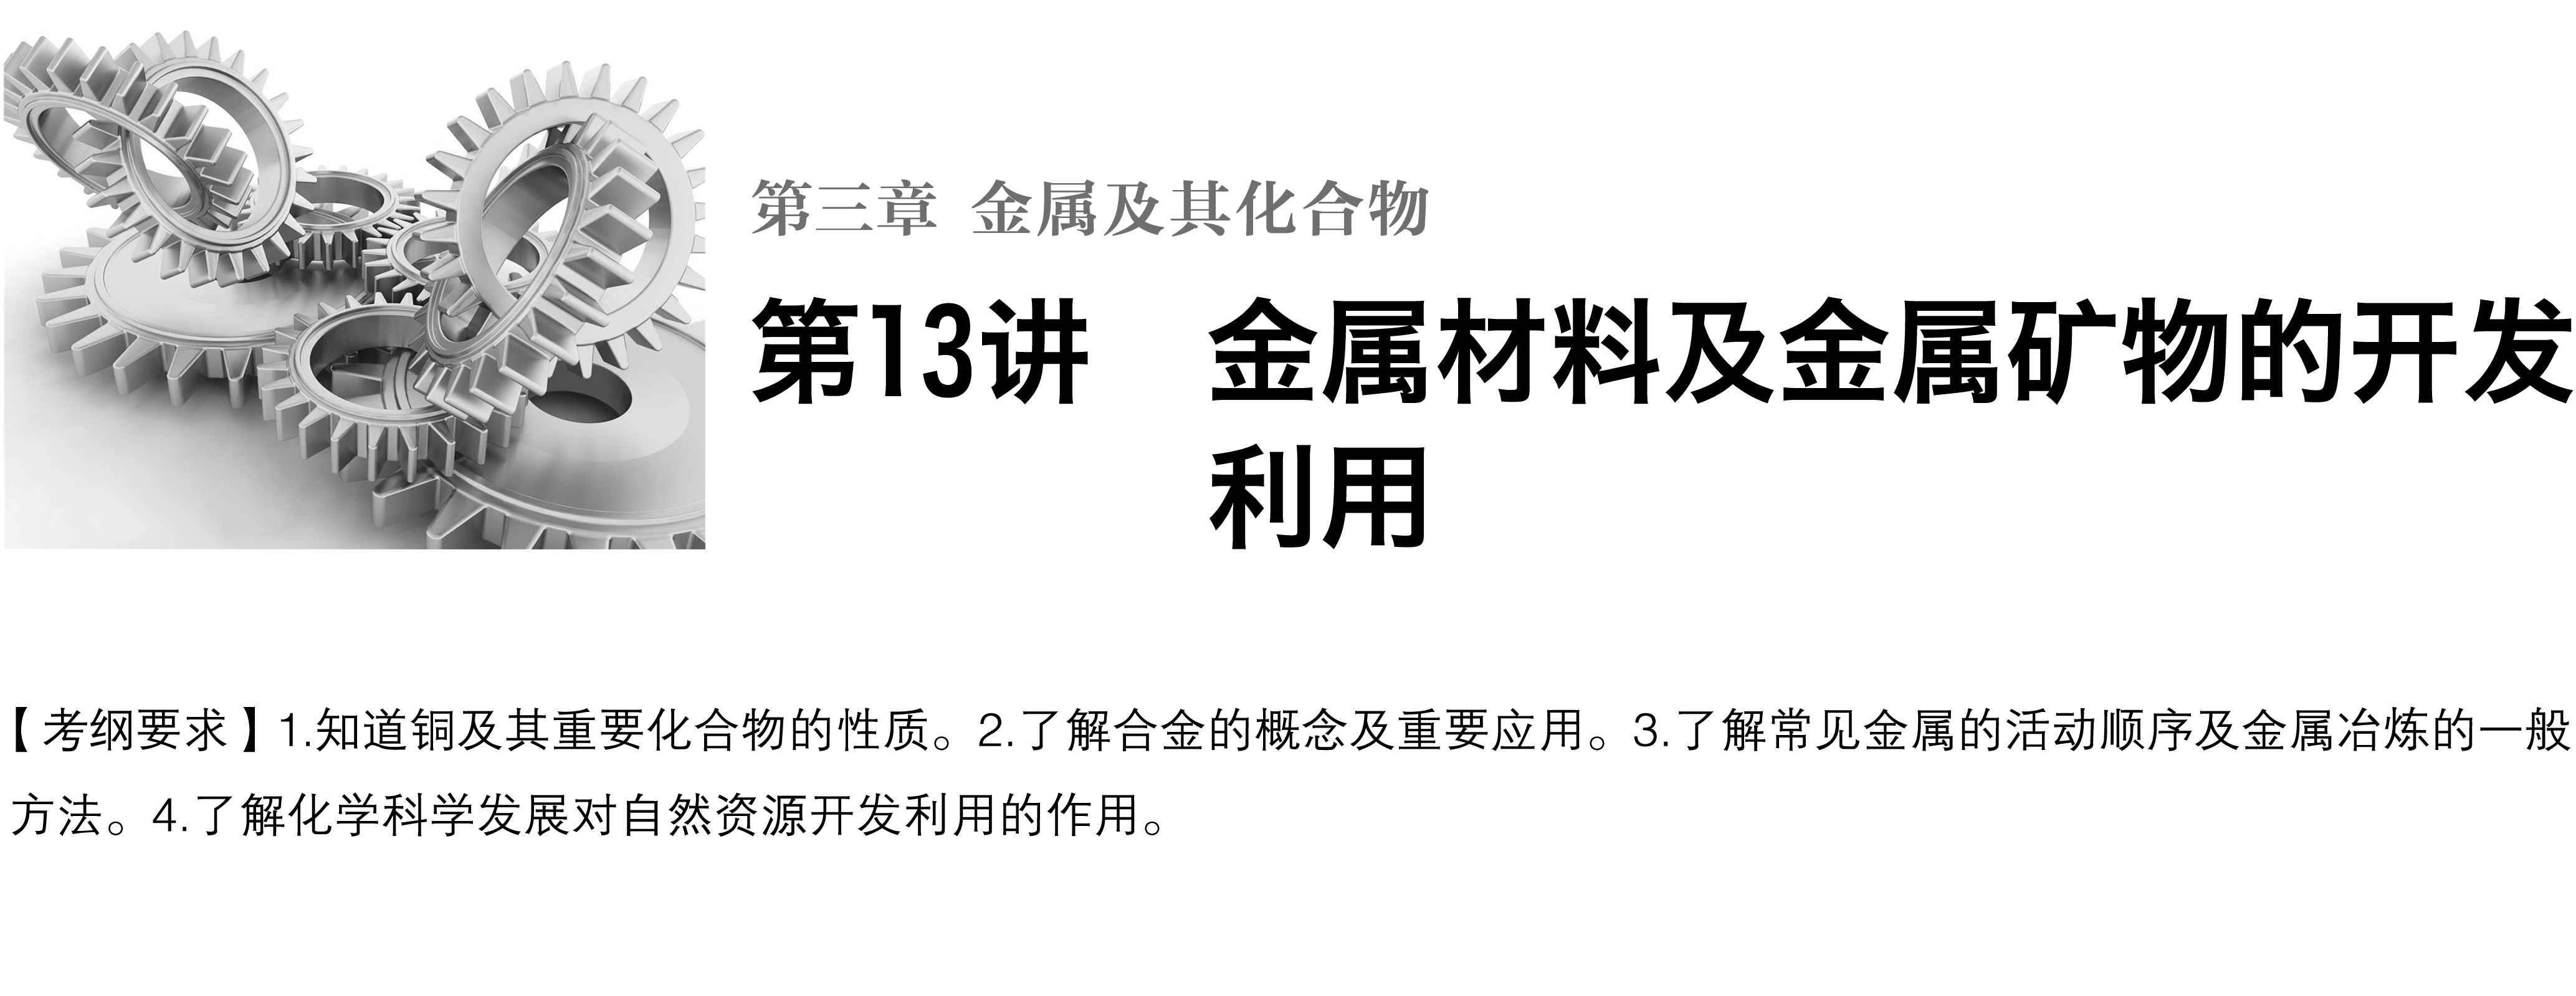 第三章 金属及其化合物
第13讲 金属材料及金属矿物的开发
利用
【考纲要求】1.知道铜及其重要化合物的性质。2.了解合金的概念及重要应用。3.了解常见金属的活动顺序及金属冶炼的一般
方法。4.了解化学科学发展对自然资源开发利用的作用。